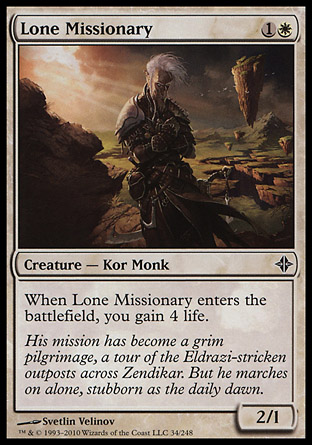 Lone Missionary 1
Creature — Kor Monk
When Lone Missionary enters the
battlefield, you gain 4 life.
His mission has become a grim
pilgrimage, a tour of the Eldrazi-stricken
outposts across Zendikar. But he marches
on alone, stubborn as the daily dawn.
Svetlin Velinov
™ & © 1993–2010 Wizards of the Coast LLC 34/248
2/1